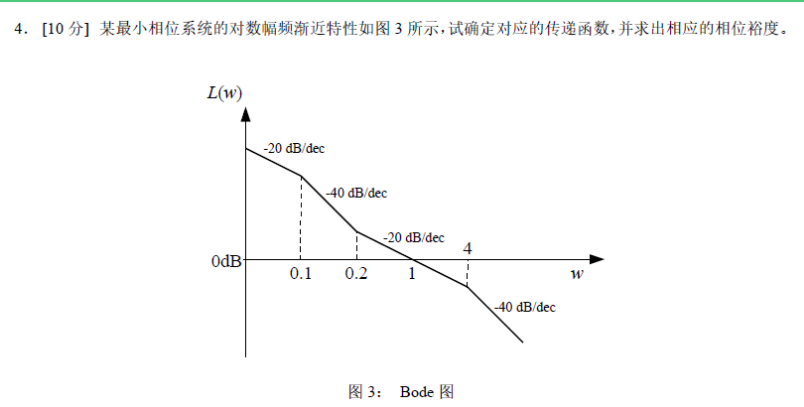 4. [10 分] 某最小相位系统的对数幅频渐近特性如图 3 所示,试确定对应的传递函数,并求出相应的相位裕度。
L(w)
-20 dB/dec
-40 dB/dec
-20 dB/dec
4
0dB
0.1
0.2
1
w
-40 dB/dec
图 3: Bode 图